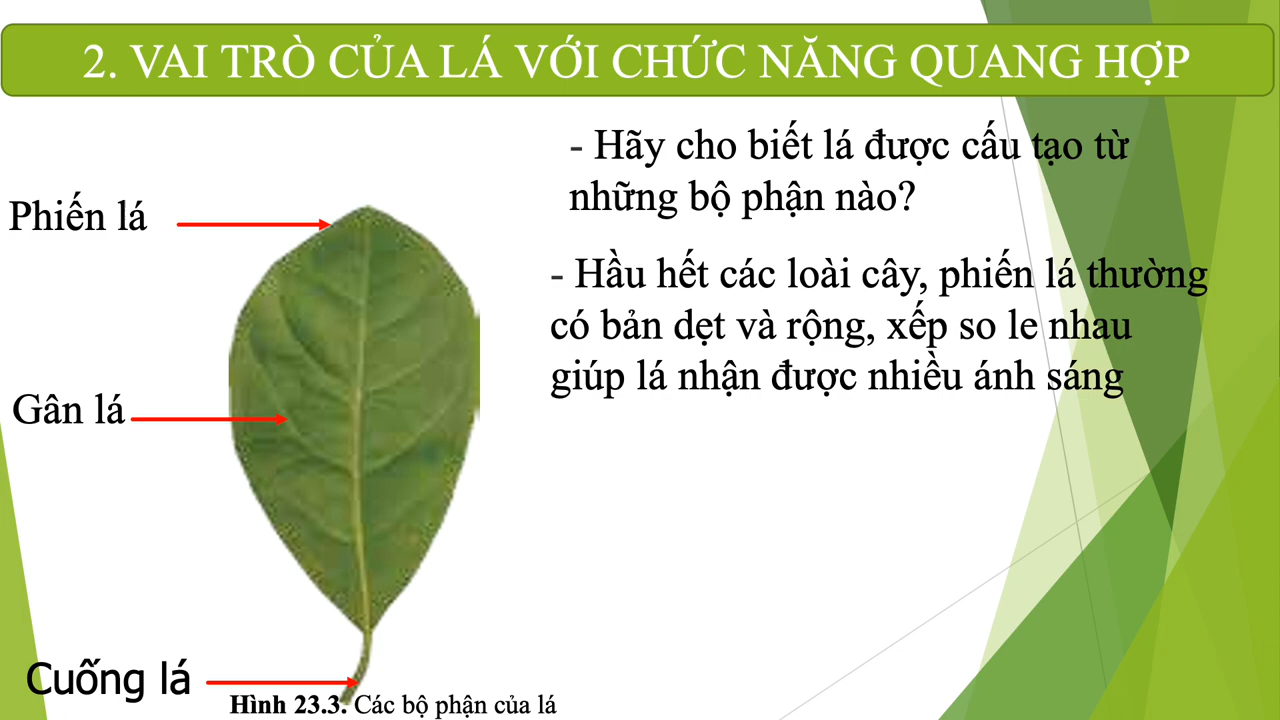 2. VAI TRÒ CỦA LÁ VỚI CHỨC NĂNG QUANG HỢP
- Hãy cho biết lá được cấu tạo từ
những bộ phận nào?
Phiến lá
- Hầu hết các loài cây, phiến lá thường
có bản dẹt và rộng, xếp so le nhau
giúp lá nhận được nhiều ánh sáng
Gân lá
Cuống lá
Hình 23.3. Các bộ phận của lá